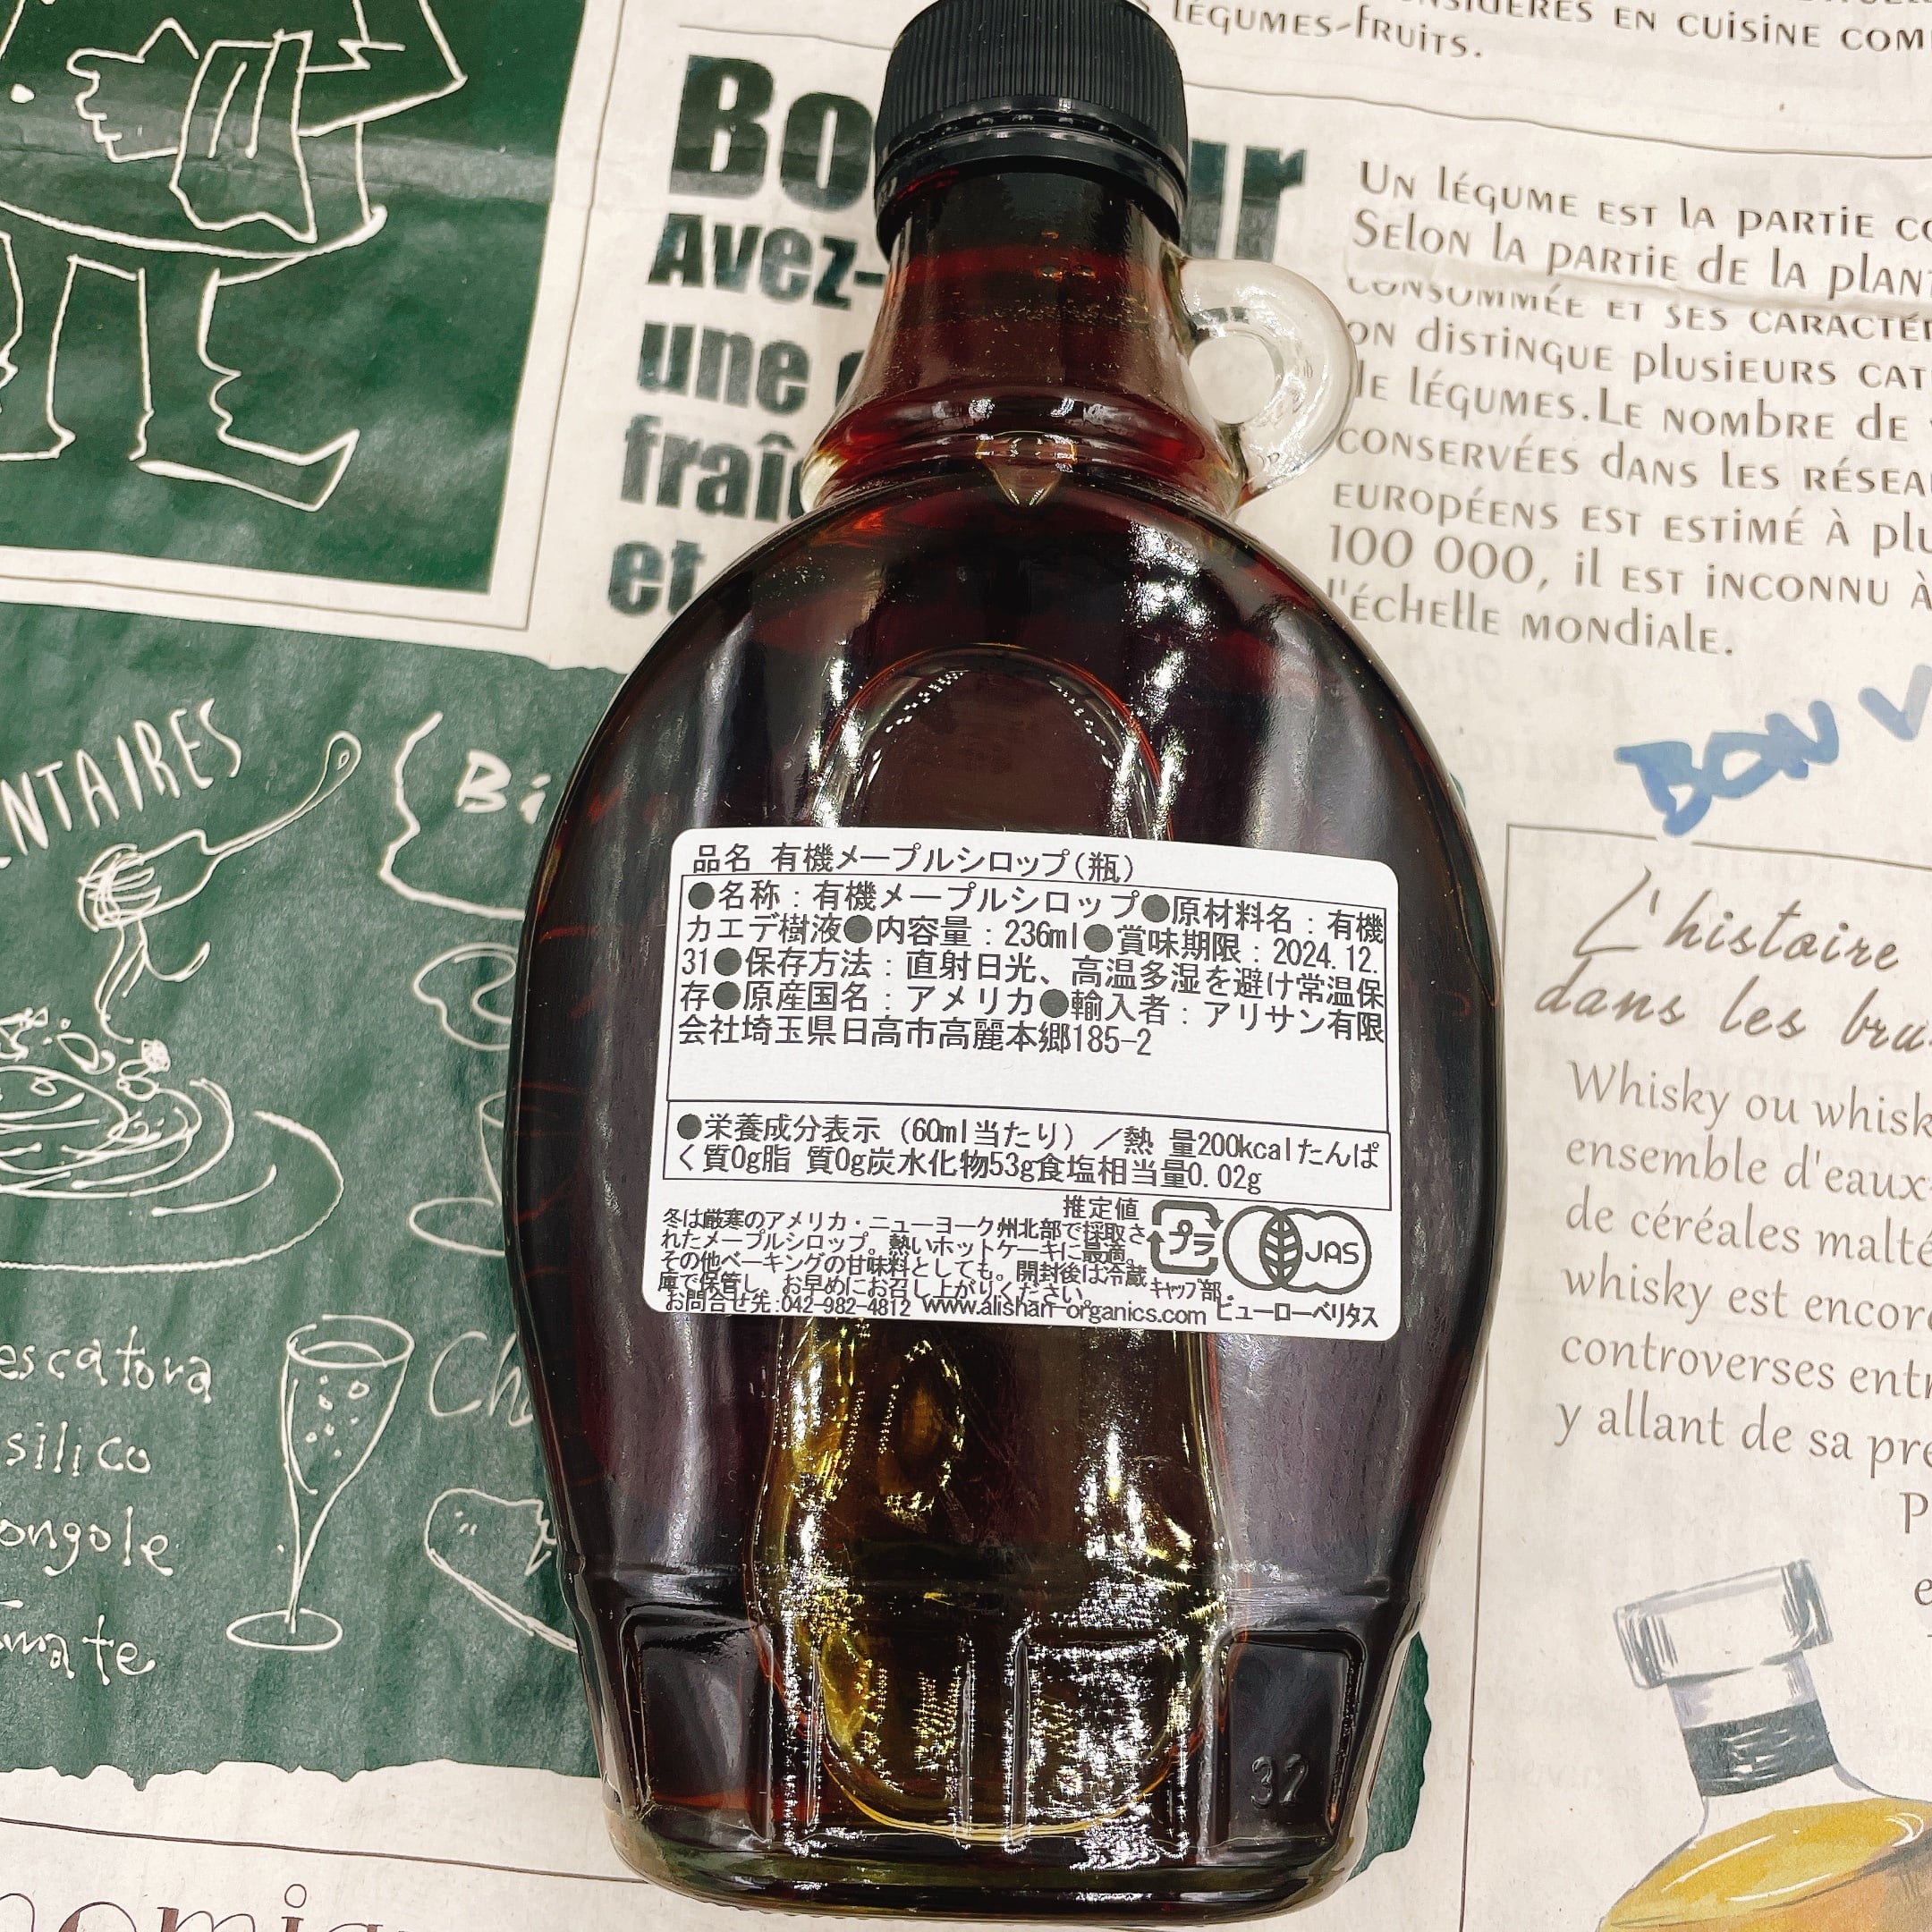 LÉGUMES-FRUITS.
EN CUISINE
Avez-
une
et
UN LÉGUME EST LA PARTIE
SELON LA PARTIE DE LA
CONSOMMÉE ET SES
ON DISTINGUE PLUSIEURS
LÉGUMES. LE NOMBRE DE
CONSERVÉES DANS LES
EUROPÉENS EST ESTIMÉ À
100 000, IL EST INCONNU À
L'ÉCHELLE MONDIALE.
BON
L'histoire
dans les
Whisky ou
ensemble
de céréales
whisky est
controverses
y allant de sa
品名 有機メープルシロップ(瓶)
●名称:有機メープルシロップ●原材料名:有機
カエデ樹液●内容量:236ml●賞味期限:2024.12.
31●保存方法:直射日光、高温多湿を避け常温保
存●原産国名:アメリカ●輸入者:アリサン有限
会社埼玉県日高市高麗本郷185-2
●栄養成分表示(60ml当たり)/熱 量200kcalたんぱ
く質0g脂 質0g炭水化物53g食塩相当量0.02g
推定値
冬は厳寒のアメリカ・ニューヨーク州北部で採取さ
れたメープルシロップ。熱いホットケーキに最適。
その他ベーキングの甘味料としても。開封後は冷蔵
庫で保管し、お早めにお召し上がりください。
お問合せ先:042-982-4812 www.alishan-organics.com
プラ
キャップ部
JAS
ビューローベリタス
32